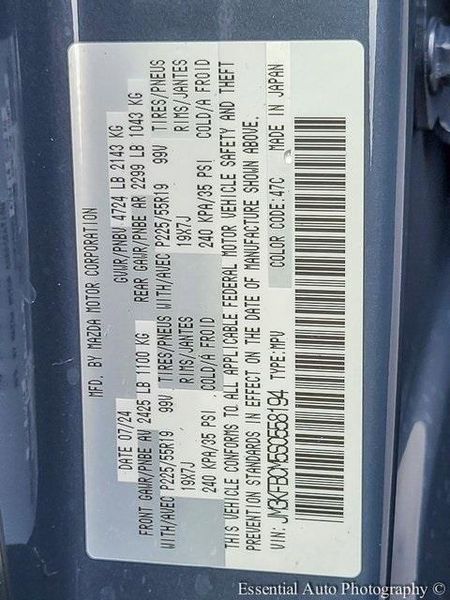 MFD. BY MAZDA MOTOR CORPORATION
DATE 07/24 GVWR/PNBV 4724 LB 2143 KG
FRONT GAWR/PNBE AV 2425 LB 1100 KG REAR GAWR/PNBE AR 2299 LB 1043 KG
WITH/AVEC P225/55R19 99V TIRES/PNEUS WITH/AVEC P225/55R19 99V TIRES/PNEUS
19X7J RIMS/JANTES 19X7J RIMS/JANTES
240 KPA/35 PSI COLD/A FROID 240 KPA/35 PSI COLD/A FROID
THIS VEHICLE CONFORMS TO ALL APPLICABLE FEDERAL MOTOR VEHICLE SAFETY AND THEFT
PREVENTION STANDARDS IN EFFECT ON THE DATE OF MANUFACTURE SHOWN ABOVE.
VIN: JM3KFBCM5S0558194 TYPE: MPV COLOR CODE: 47C MADE IN JAPAN
Essential Auto Photography ©